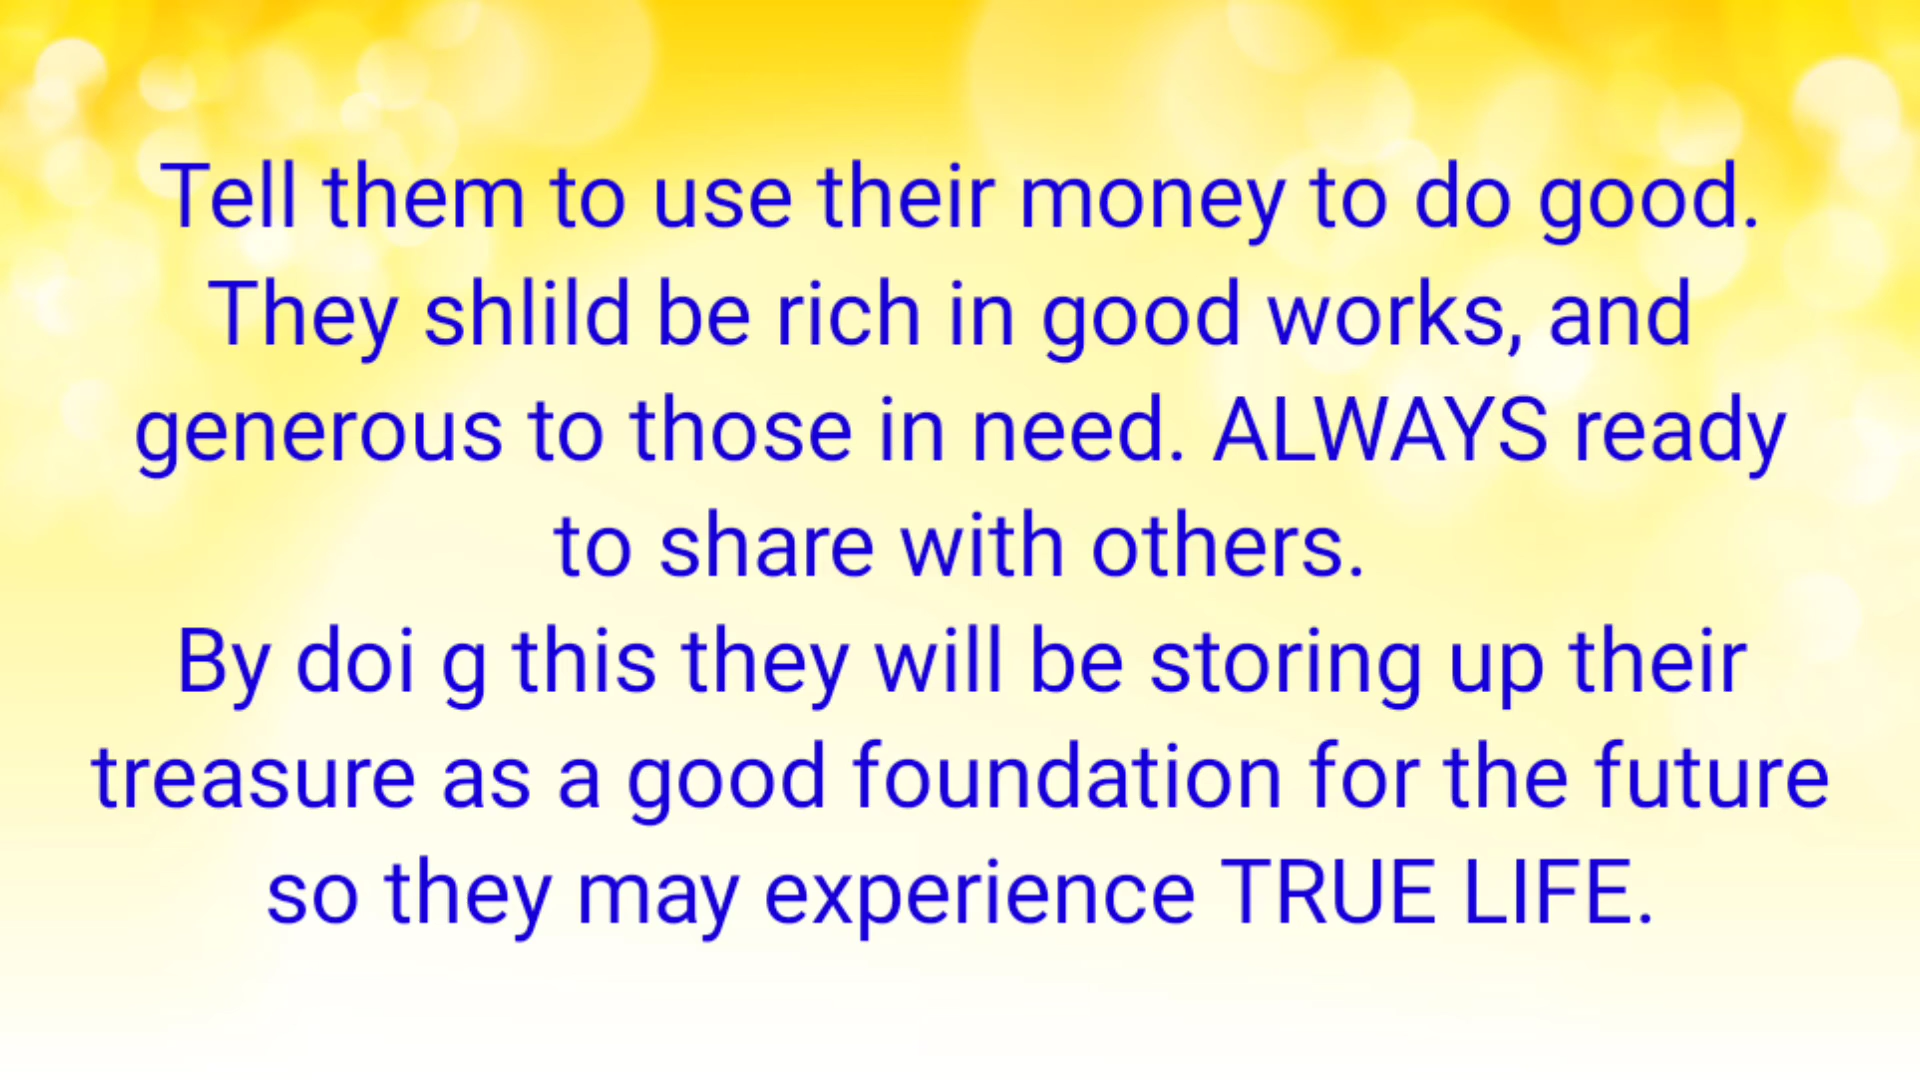 Tell them to use their money to do good.
They shlild be rich in good works, and
generous to those in need. ALWAYS ready
to share with others.
By doi g this they will be storing up their
treasure as a good foundation for the future
so they may experience TRUE LIFE.